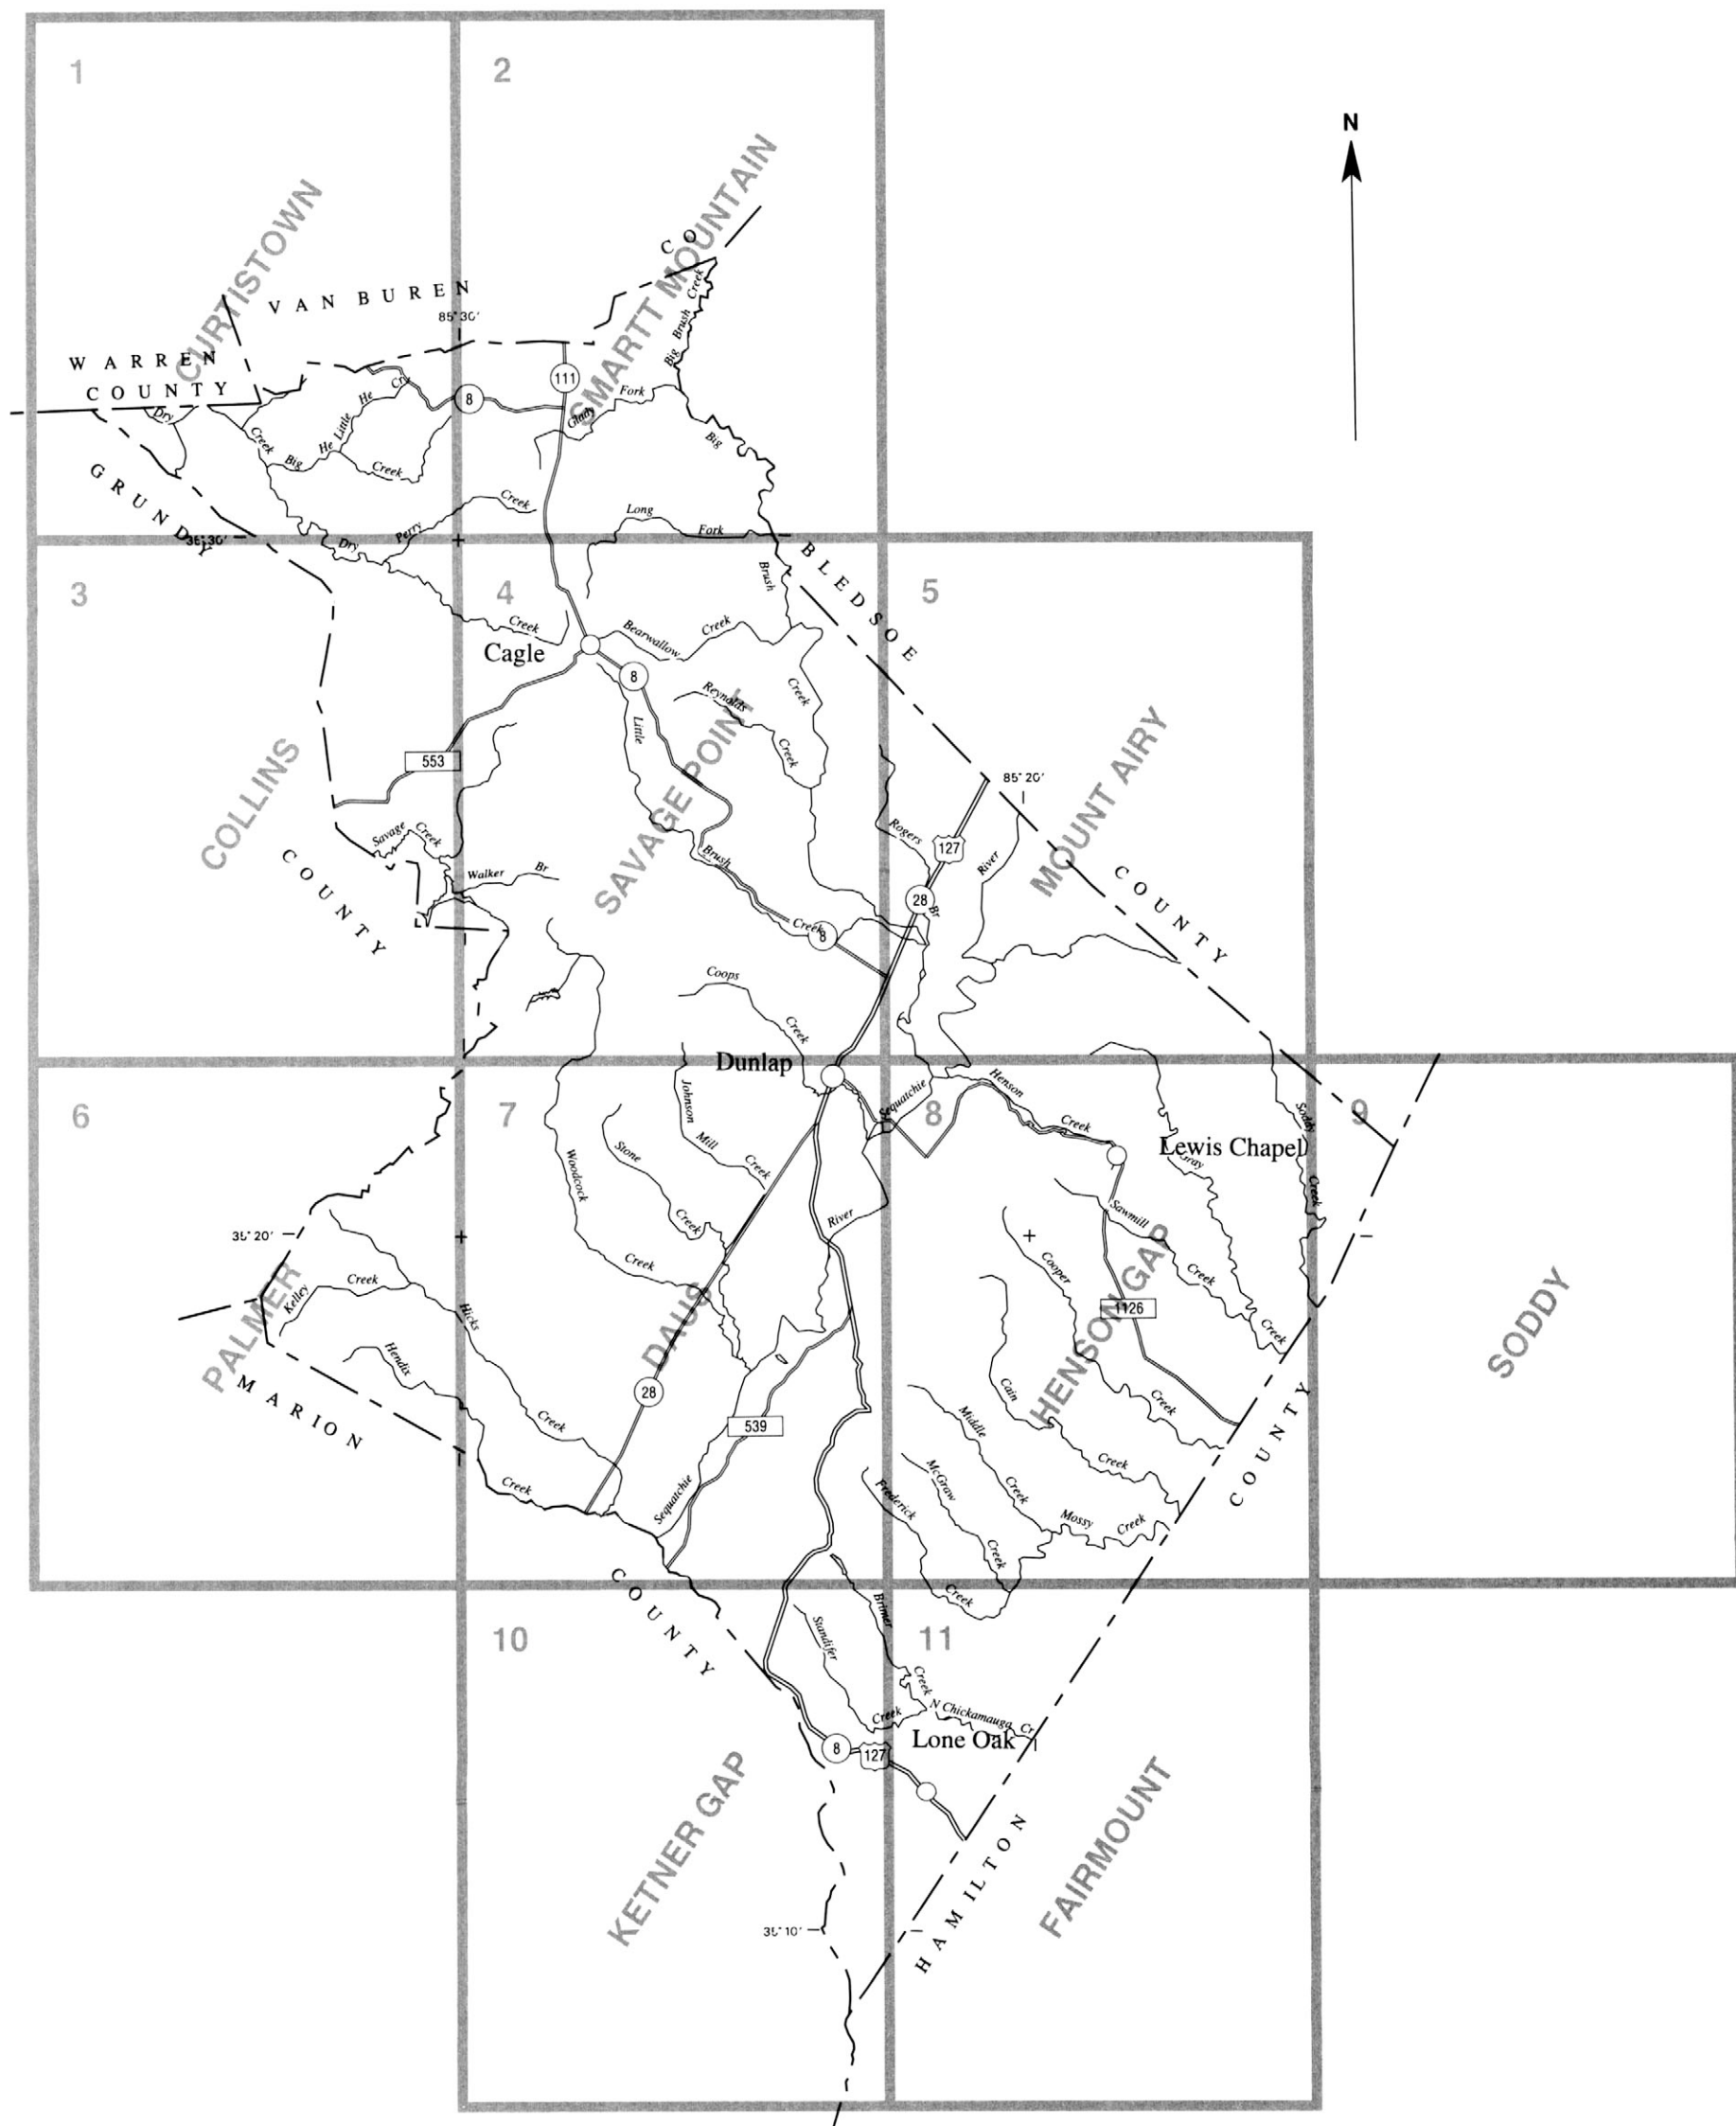 1
2
N
CURTISTOWN
SMARTT MOUNTAIN
CO
VAN BUREN
85°30'
WARREN
COUNTY
Big Brush Creek
111
8
Glady Fork
Dry
Creek
Big
He
Little
He
Cry
Creek
Big
GRUNDY
35°30'
Perry
Creek
Dry
Long
Fork
BLEDSOE
3
4
5
Brush
Creek
Cagle
Bearwallow
Creek
8
Reynolds
Creek
Creek
Little
553
SAVAGE POINT
COLLINS
MOUNT AIRY
85°20'
Savage
Creek
Rogers
127
River
COUNTY
Walker
Br
Brush
28
Br
COUNTY
Creek
8
Coops
Creek
Dunlap
6
7
8
9
Johnson
Mill
Creek
Sequatchie
Henson
Creek
Soddy
Lewis Chapel
Gray
Creek
Stone
Creek
Woodcock
Creek
River
Sawmill
Creek
35°20'
Cooper
Kelley
Creek
Hicks
PALMER
DAUS
1126
HENSON GAP
SODDY
Creek
Hendix
MARION
28
539
Creek
Cain
Creek
Middle
Creek
COUNTY
Creek
McGraw
Frederick
Creek
Sequatchie
Mossy
Creek
Creek
Creek
COUNTY
10
11
Brimer
Standifer
Creek
Creek
N Chickamauga Cr
Lone Oak
8
127
KETNER GAP
FAIRMOUNT
HAMILTON
35°10'